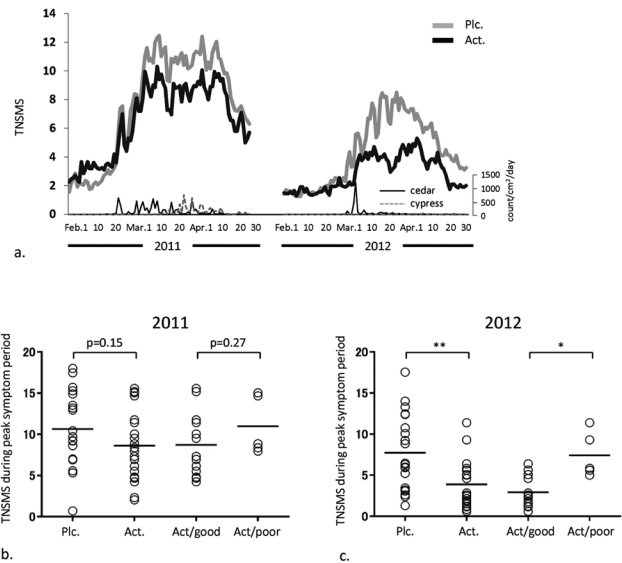 14
12
10
8
6
4
2
0
TNSMS
Plc.
Act.
cedar
cypress
1500
1000
500
0
count/cm²/day
Feb.1 10 20 Mar.1 10 20 Apr.1 10 20 30
Feb.1 10 20 Mar.1 10 20 Apr.1 10 20 30
2011
2012
a.
2011
TNSMS during peak symptom period
20
15
10
5
0
p=0.15
p=0.27
Plc. Act. Act/good Act/poor
b.
2012
TNSMS during peak symptom period
20
15
10
5
0
**
*
Plc. Act. Act/good Act/poor
c.